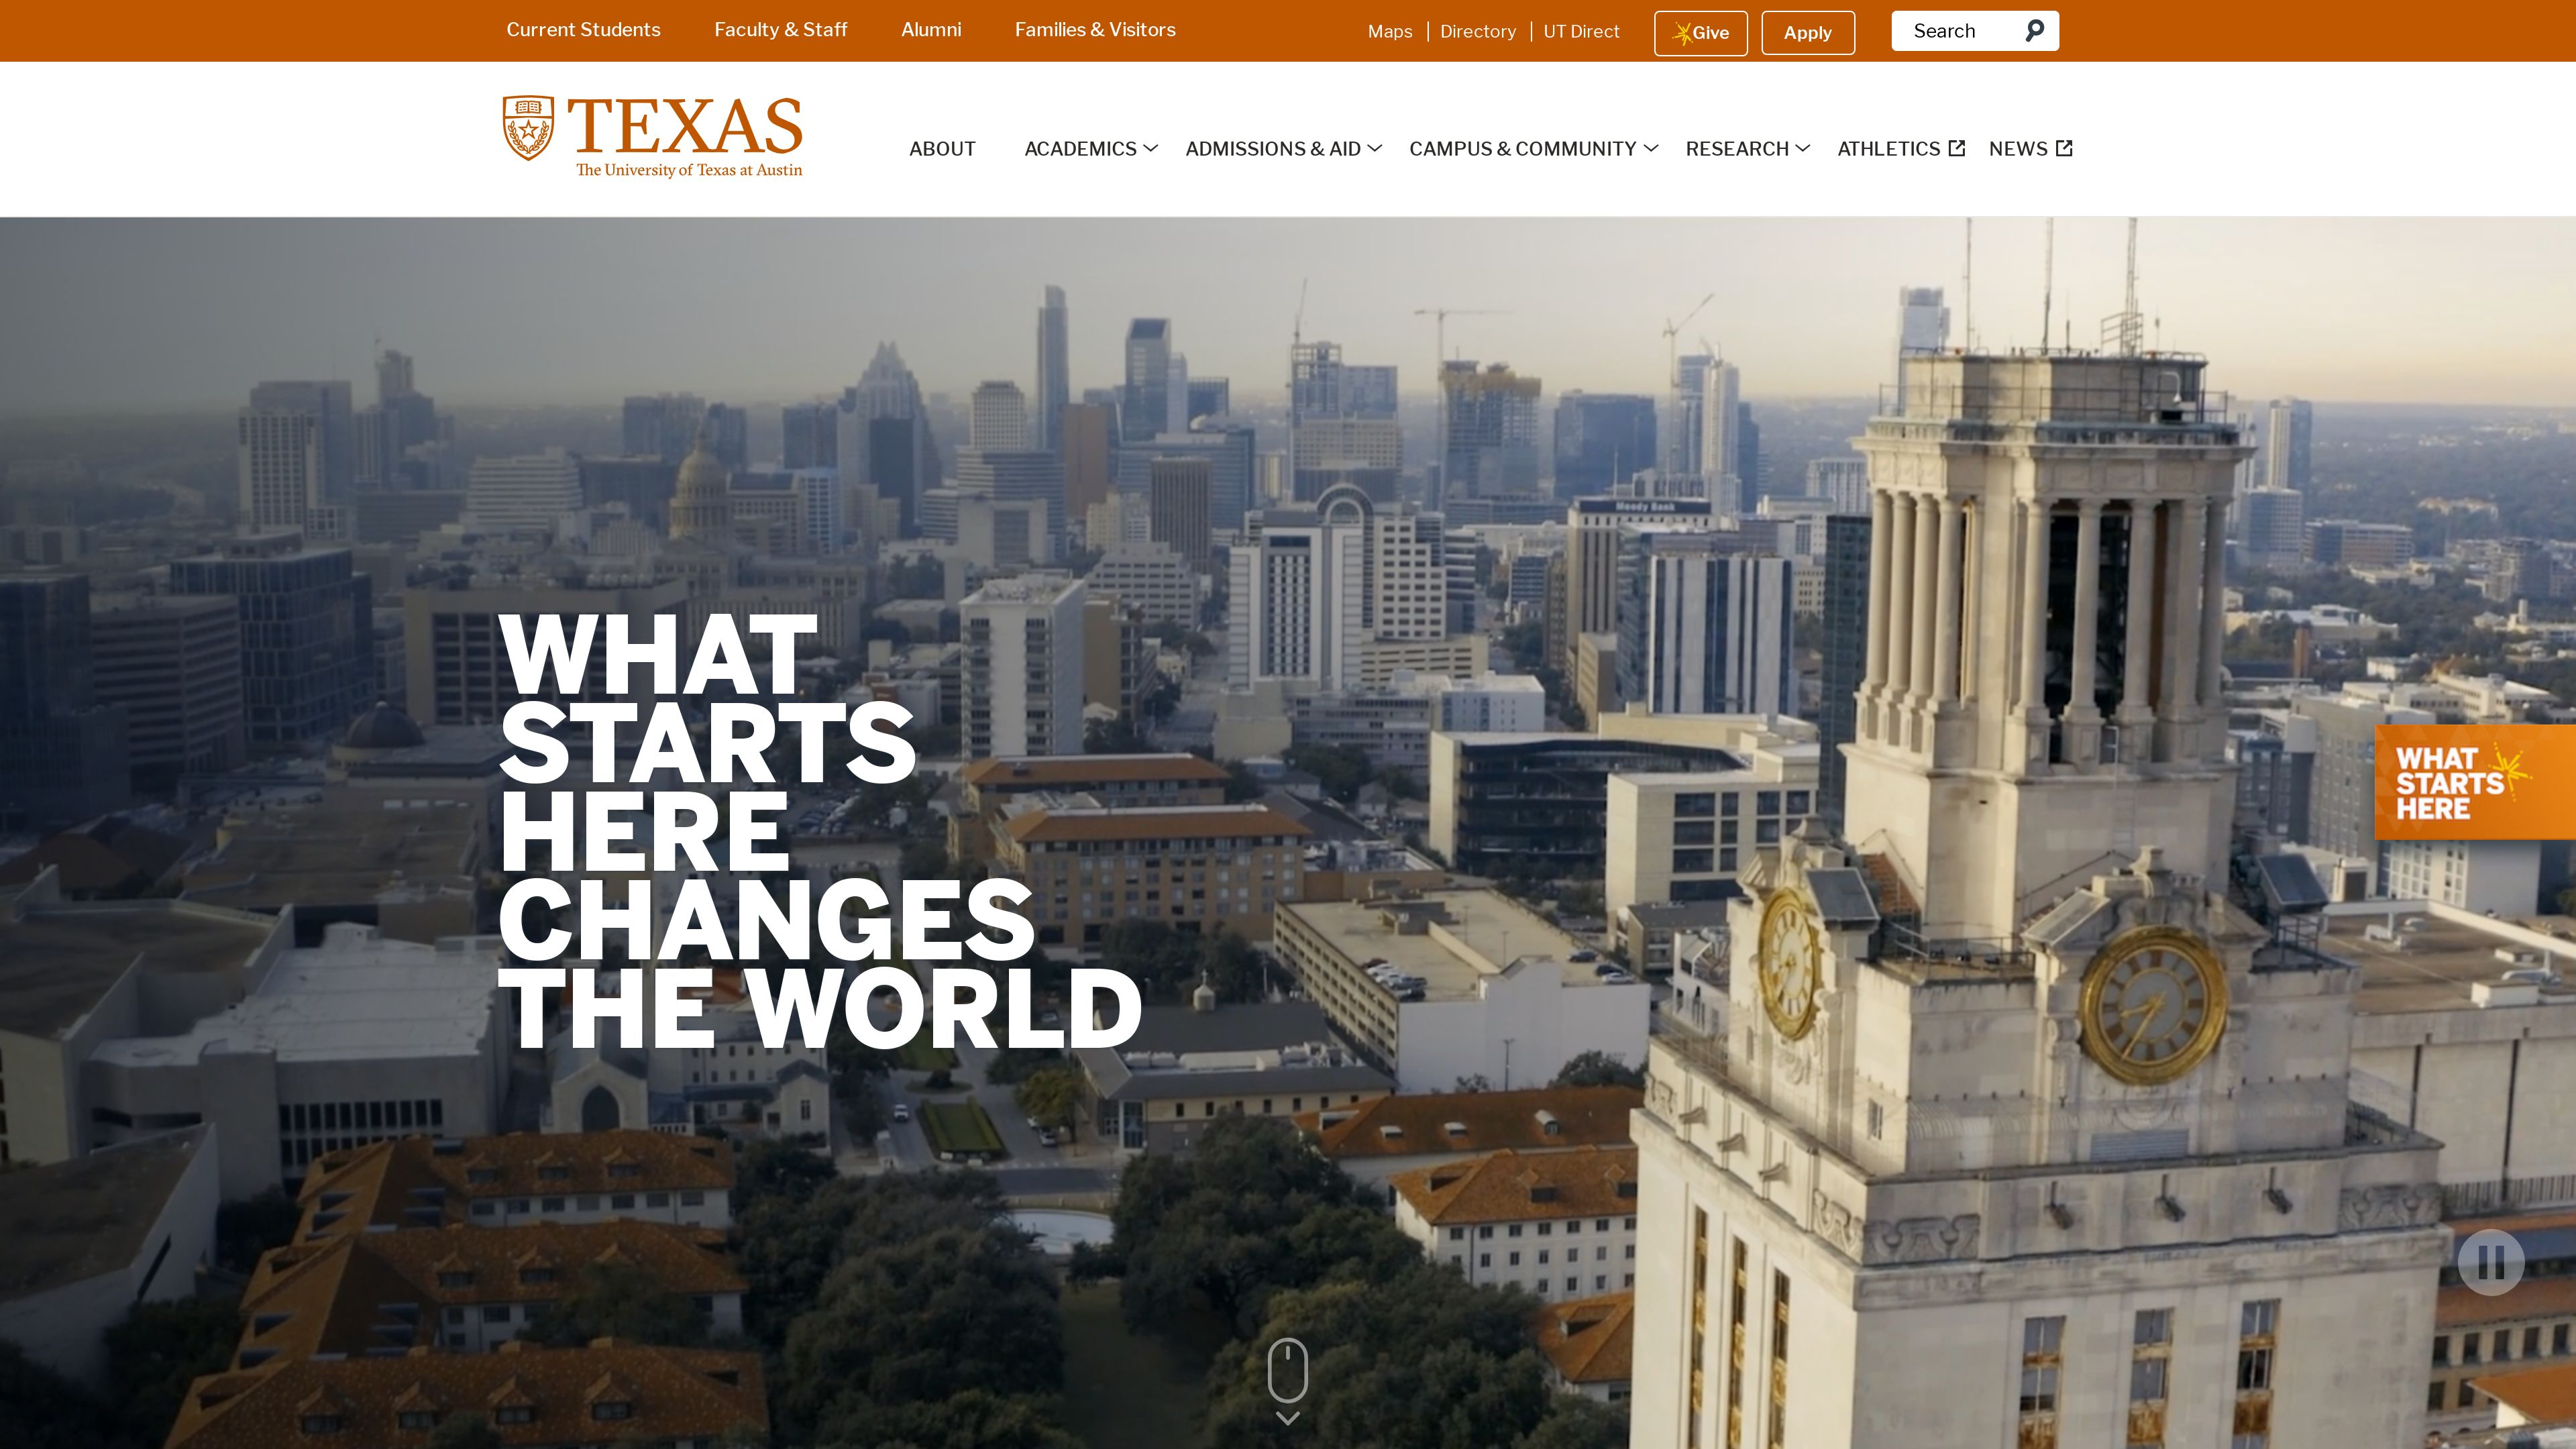 Current Students
Faculty & Staff
Alumni
Families & Visitors
Maps
Directory
UT Direct
Give
Apply
Search
TEXAS
The University of Texas at Austin
ABOUT
ACADEMICS
ADMISSIONS & AID
CAMPUS & COMMUNITY
RESEARCH
ATHLETICS
NEWS
Moody Bank
WHAT
STARTS
HERE
CHANGES
THE WORLD
WHAT
STARTS
HERE